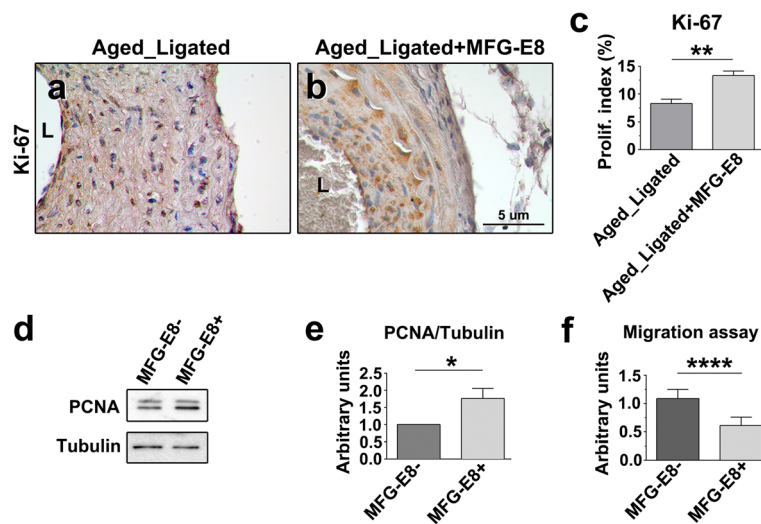 Aged_Ligated
Aged_Ligated+MFG-E8
a
b
L
L
Ki-67
5 um
c
Ki-67
**
Prolif. index (%)
15
10
5
0
Aged_Ligated
Aged_Ligated+MFG-E8
d
MFG-E8-
MFG-E8+
PCNA
Tubulin
e
PCNA/Tubulin
*
Arbitrary units
2.5
2.0
1.5
1.0
0.5
0.0
MFG-E8-
MFG-E8+
f
Migration assay
****
Arbitrary units
1.5
1.0
0.5
0.0
MFG-E8-
MFG-E8+